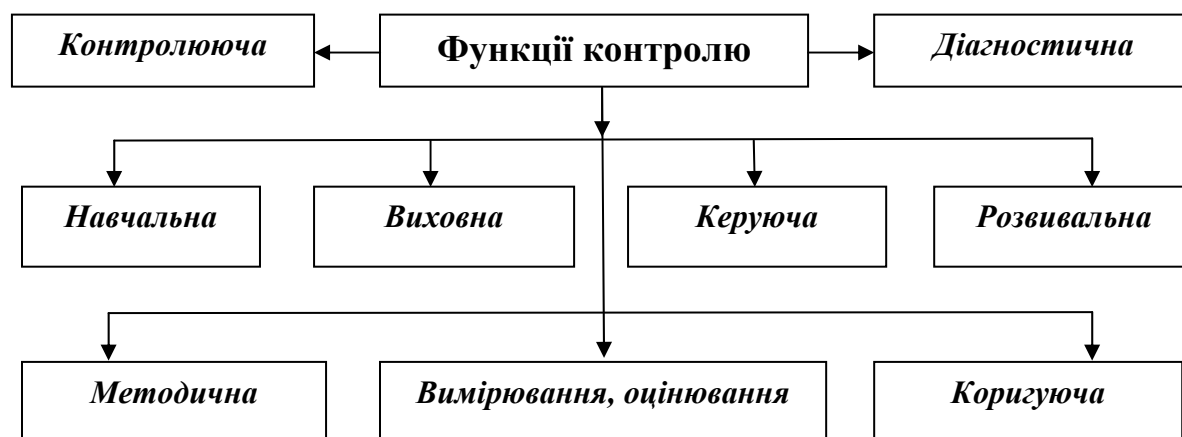 Контролююча
Функції контролю
Діагностична
Навчальна
Виховна
Керуюча
Розвивальна
Методична
Вимірювання, оцінювання
Коригуюча